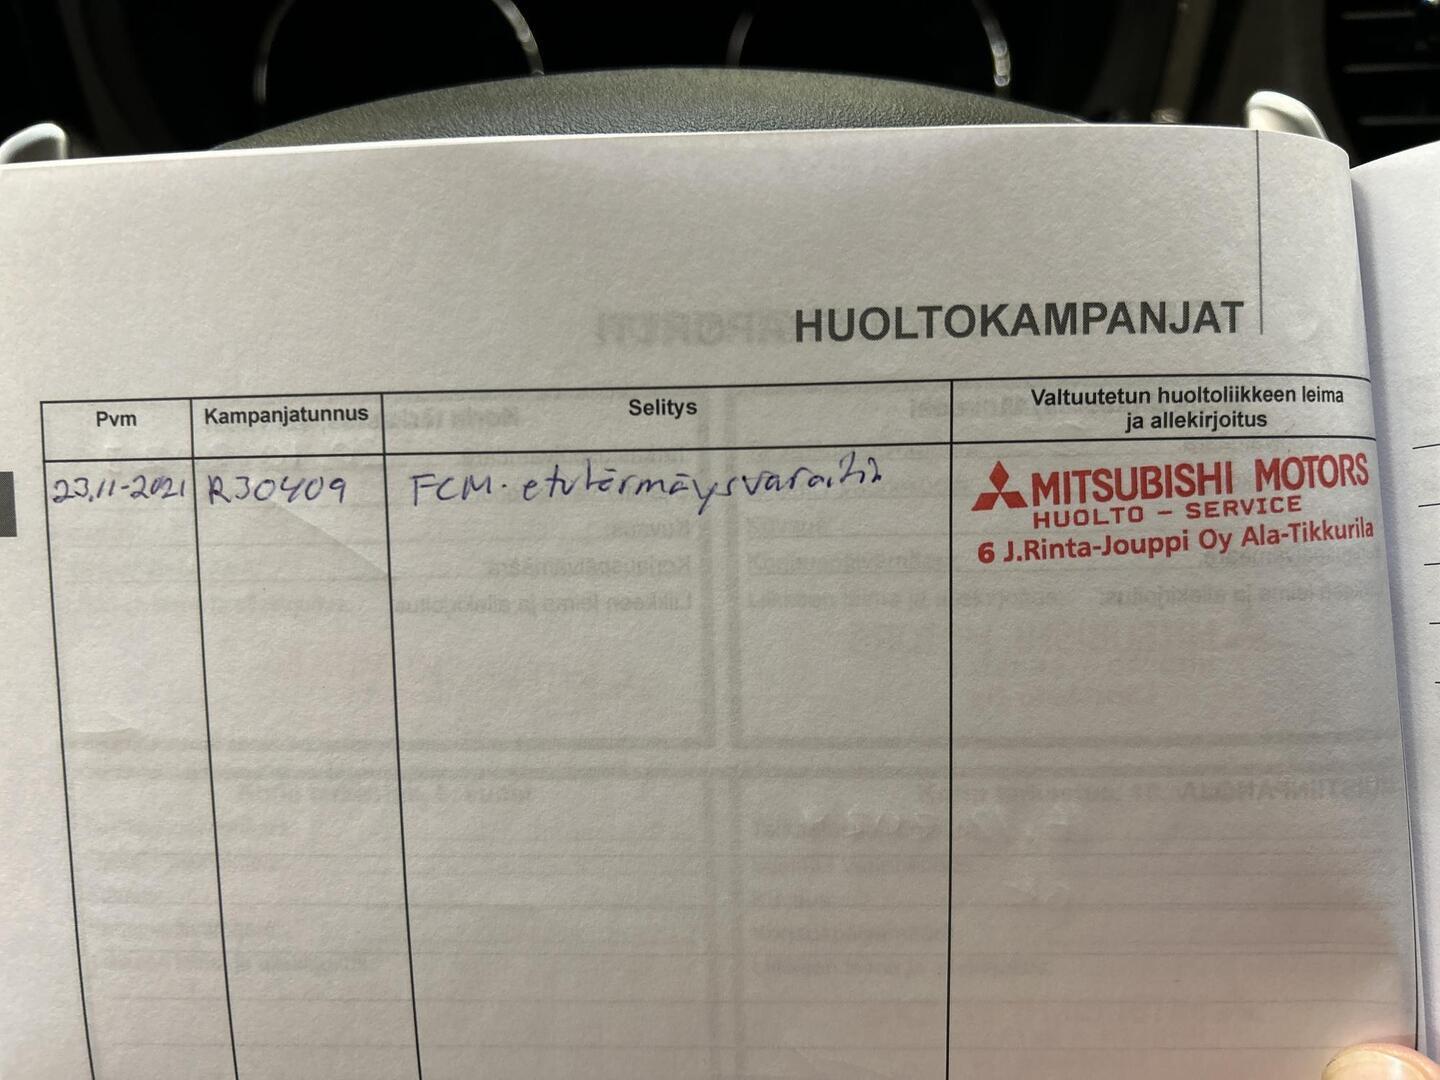 HUOLTOKAMPANJAT
Pvm
Kampanjatunnus
Selitys
Valtuutetun huoltoliikkeen leima
ja allekirjoitus
23.11-2021
R30409
FCM. etutörmäysvaroitin
MITSUBISHI MOTORS
HUOLTO - SERVICE
6 J.Rinta-Jouppi Oy Ala-Tikkurila